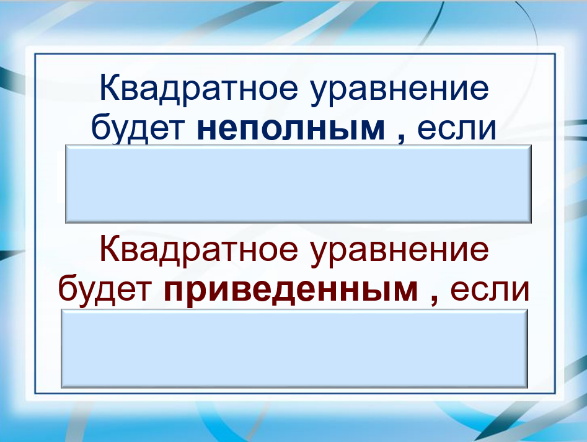 Квадратное уравнение
будет неполным , если
Квадратное уравнение
будет приведенным , если